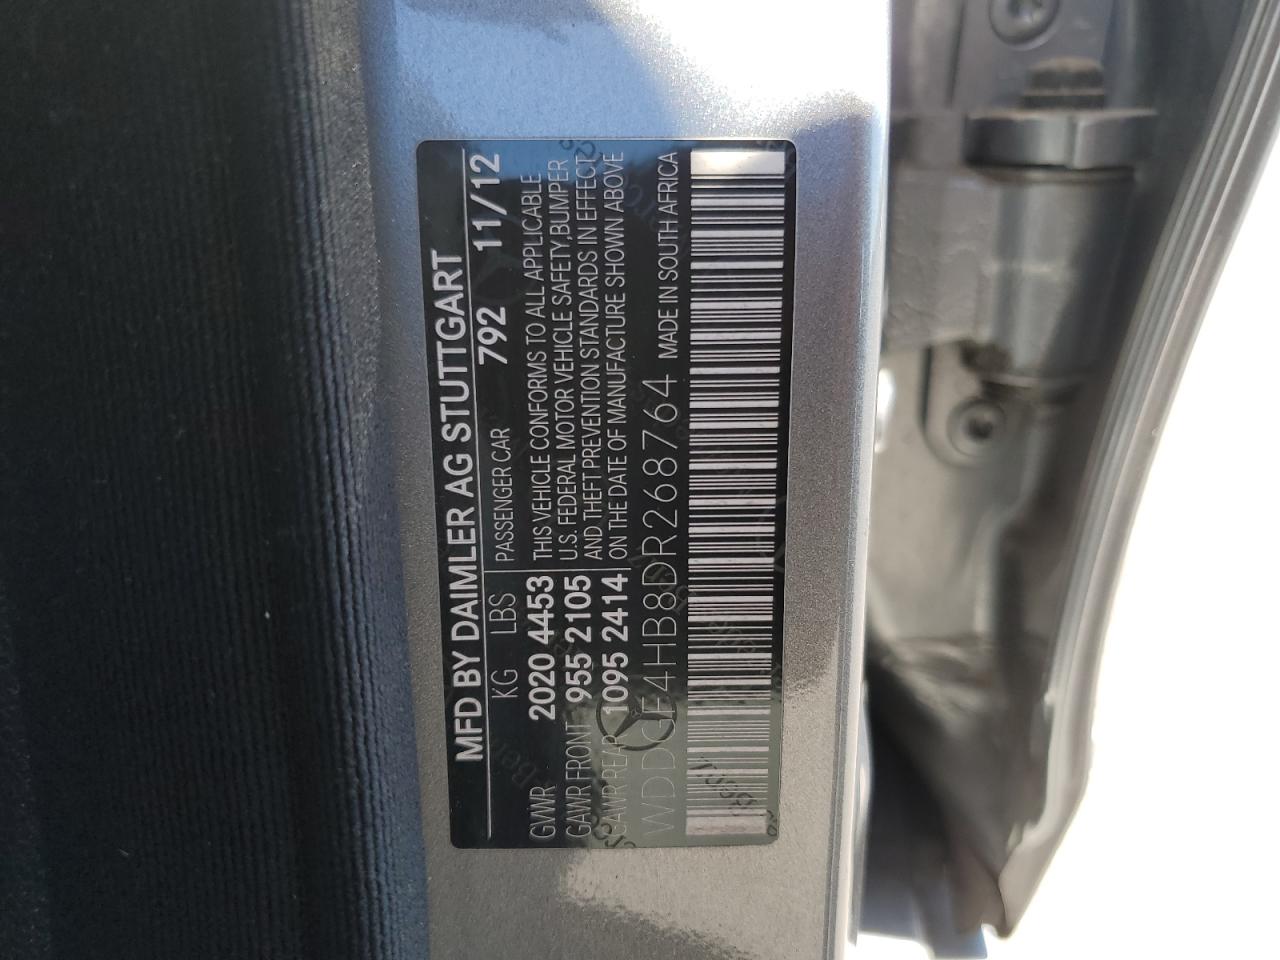 MFD BY DAIMLER AG STUTTGART
KG LBS PASSENGER CAR 792 11/12
GVWR 2020 4453 THIS VEHICLE CONFORMS TO ALL APPLICABLE
GAWR FRONT 955 2105 U.S. FEDERAL MOTOR VEHICLE SAFETY,BUMPER
GAWR REAR 1095 2414 AND THEFT PREVENTION STANDARDS IN EFFECT
ON THE DATE OF MANUFACTURE SHOWN ABOVE
WDDGF4HB8DR268764 MADE IN SOUTH AFRICA